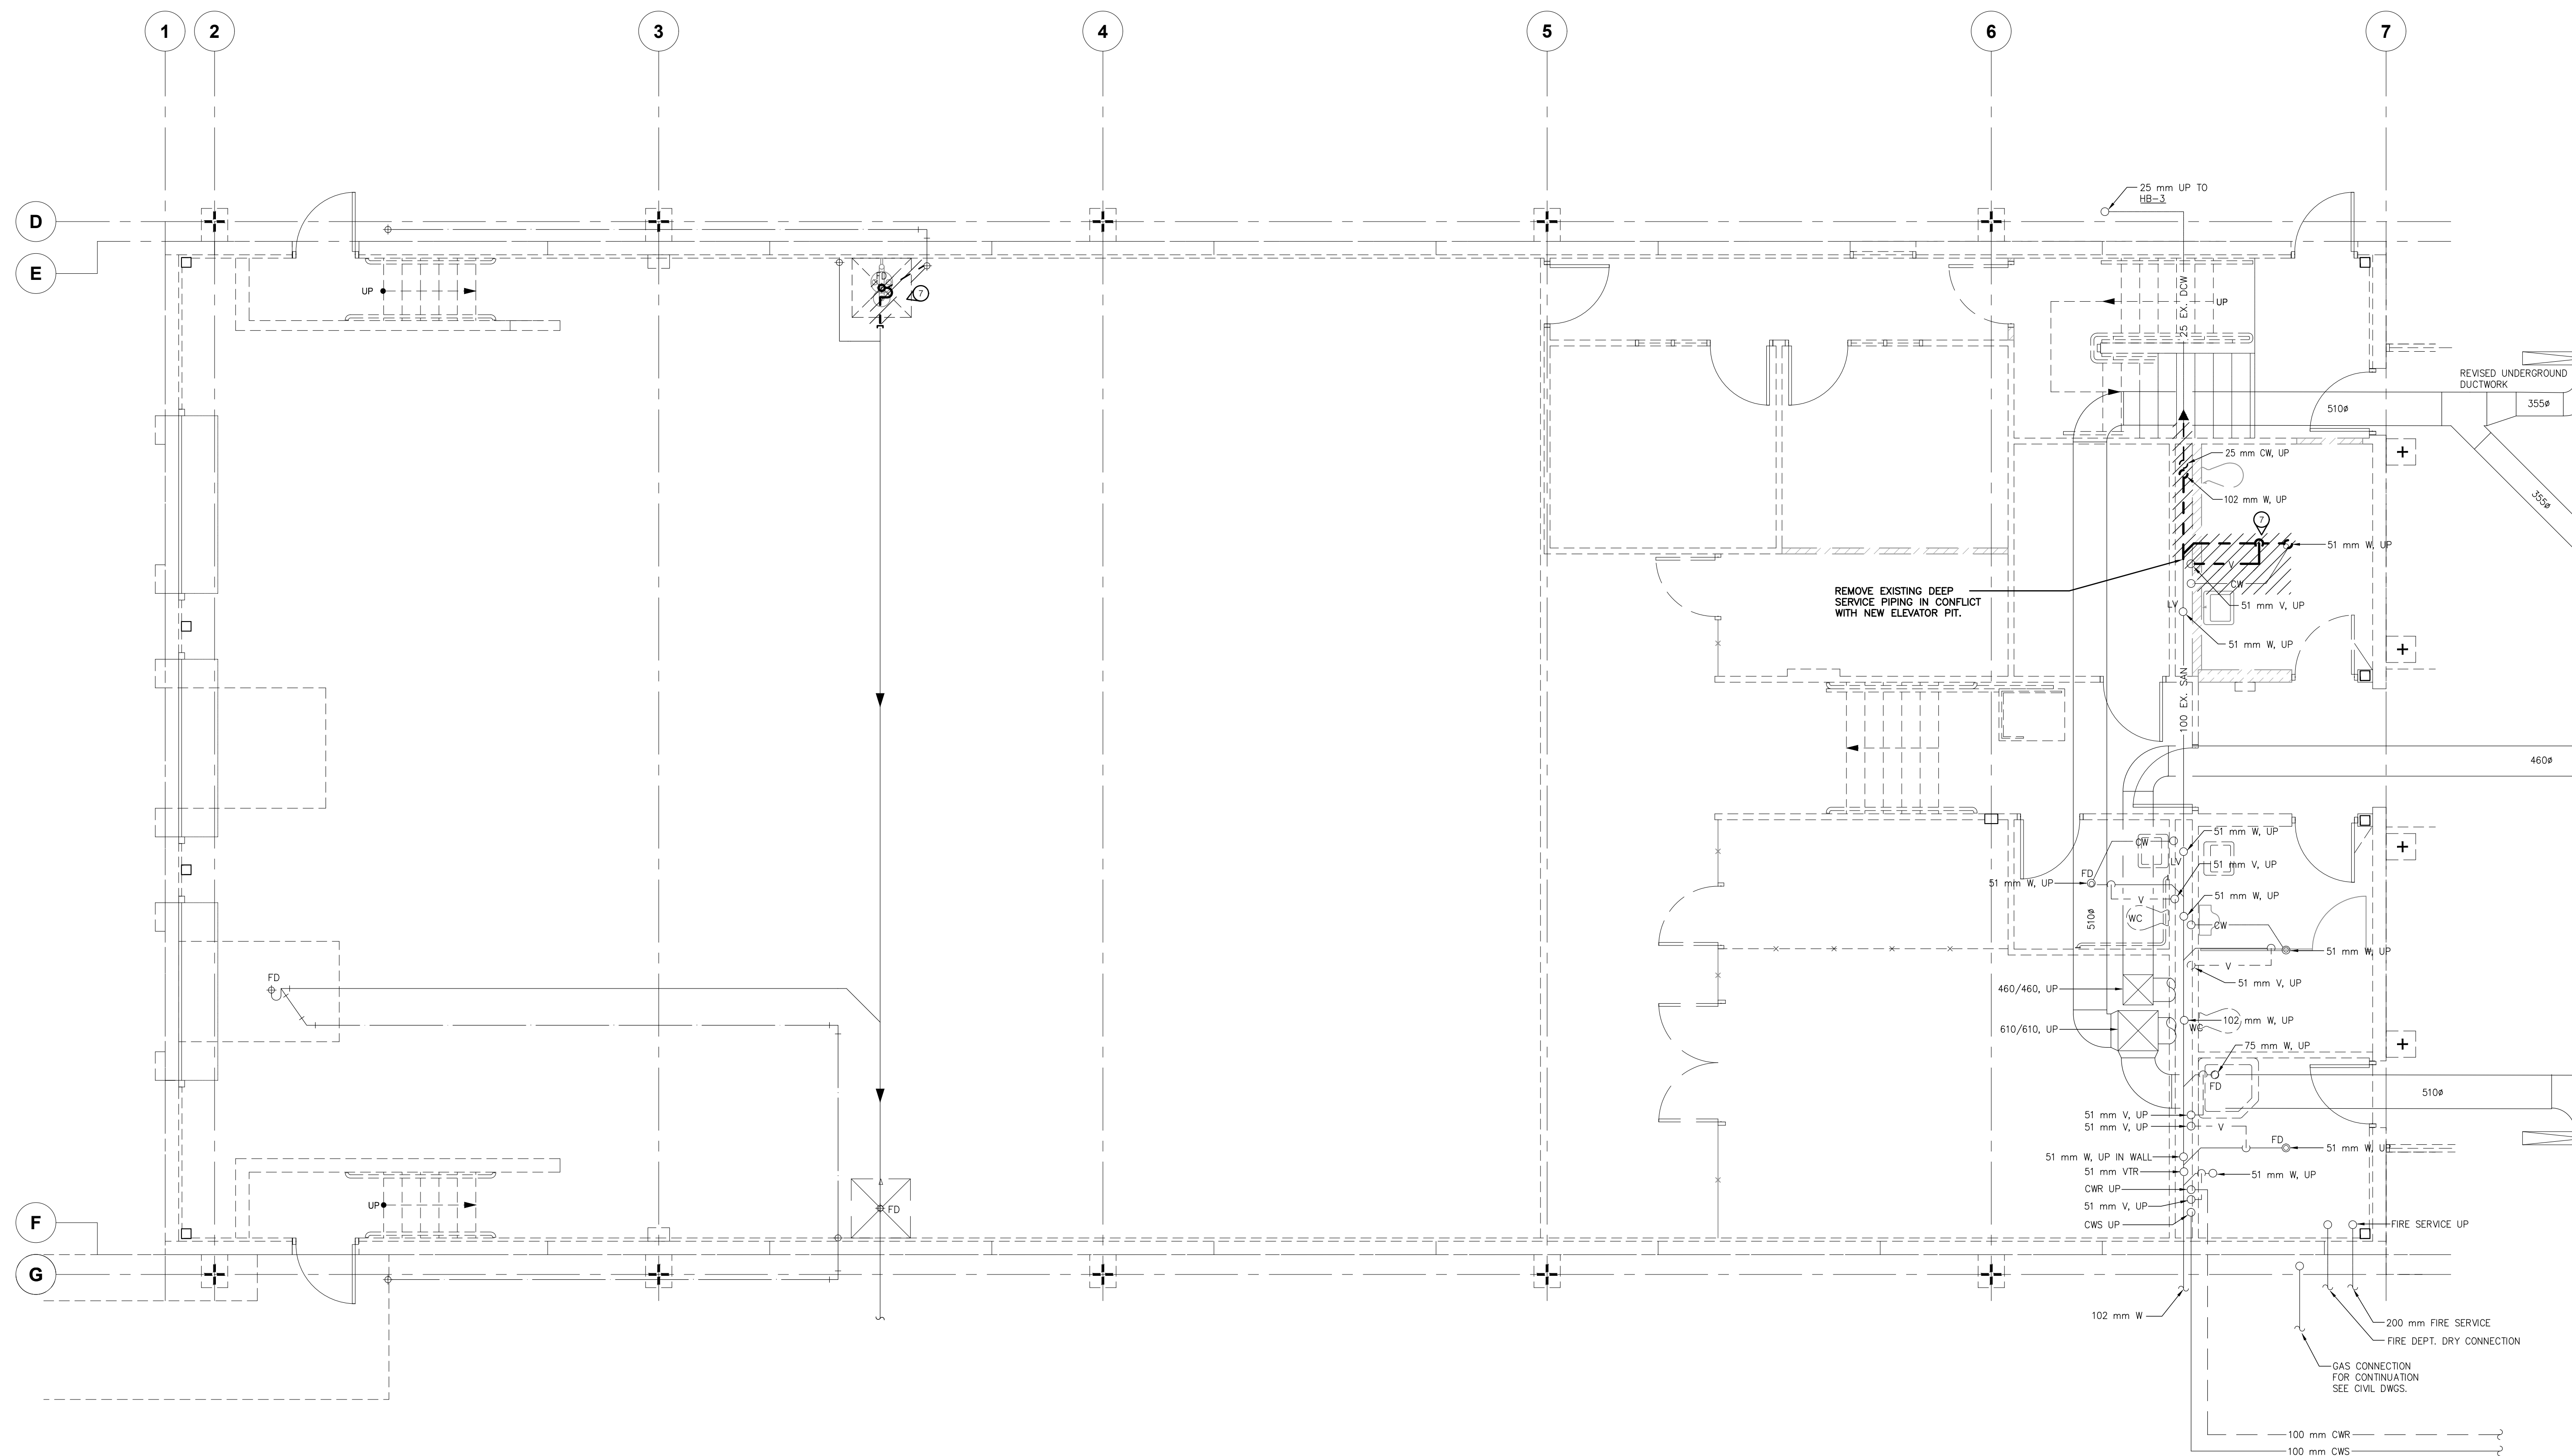 1
2
3
4
5
6
7
D
E
F
G
25 mm UP TO
HB-3
UP
FD
7
25 EX. DCW
UP
REVISED UNDERGROUND
DUCTWORK
510ø
355ø
355ø
25 mm CW, UP
102 mm W, UP
7
51 mm W, UP
V
CW
REMOVE EXISTING DEEP
SERVICE PIPING IN CONFLICT
WITH NEW ELEVATOR PIT.
LV
51 mm V, UP
51 mm W, UP
100 EX. SAN
460ø
51 mm W, UP
CW
LV
51 mm V, UP
FD
51 mm W, UP
51 mm W, UP
V
WC
510ø
CW
51 mm W, UP
V
51 mm V, UP
FD
460/460, UP
102 mm W, UP
WC
610/610, UP
75 mm W, UP
FD
510ø
51 mm V, UP
51 mm V, UP
V
FD
51 mm W, UP
51 mm W, UP IN WALL
51 mm VTR
51 mm W, UP
CWR UP
51 mm V, UP
CWS UP
UP
FD
FIRE SERVICE UP
102 mm W
200 mm FIRE SERVICE
FIRE DEPT. DRY CONNECTION
GAS CONNECTION
FOR CONTINUATION
SEE CIVIL DWGS.
100 mm CWR
100 mm CWS